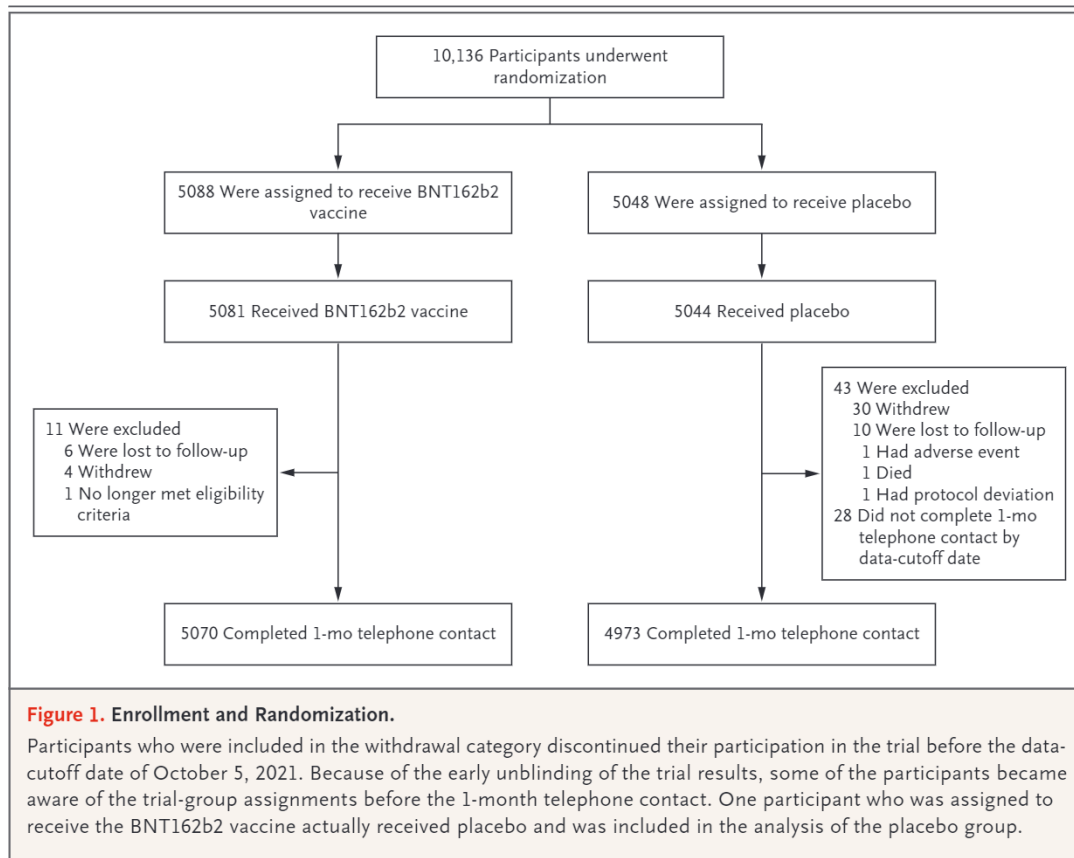 10,136 Participants underwent
randomization
5088 Were assigned to receive BNT162b2
vaccine
5048 Were assigned to receive placebo
5081 Received BNT162b2 vaccine
5044 Received placebo
11 Were excluded
6 Were lost to follow-up
4 Withdrew
1 No longer met eligibility
criteria
43 Were excluded
30 Withdrew
10 Were lost to follow-up
1 Had adverse event
1 Died
1 Had protocol deviation
28 Did not complete 1-mo
telephone contact by
data-cutoff date
5070 Completed 1-mo telephone contact
4973 Completed 1-mo telephone contact
Figure 1. Enrollment and Randomization.
Participants who were included in the withdrawal category discontinued their participation in the trial before the data-
cutoff date of October 5, 2021. Because of the early unblinding of the trial results, some of the participants became
aware of the trial-group assignments before the 1-month telephone contact. One participant who was assigned to
receive the BNT162b2 vaccine actually received placebo and was included in the analysis of the placebo group.